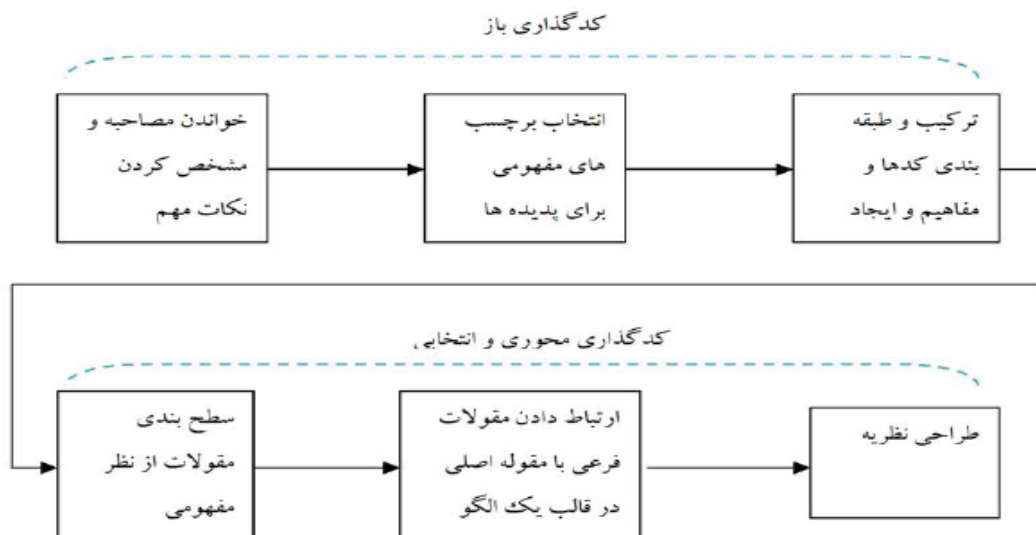 کدگذاری باز
خواندن مصاحبه و
مشخص کردن
نکات مهم
انتخاب برچسب
های مفهومی
برای پدیده ها
ترکیب و طبقه
بندی کدها و
مفاهیم و ایجاد
کدگذاری محوری و انتخابی
سطح بندی
مقولات از نظر
مفهومی
ارتباط دادن مقولات
فرعی با مقوله اصلی
در قالب یک الگو
طراحی نظریه